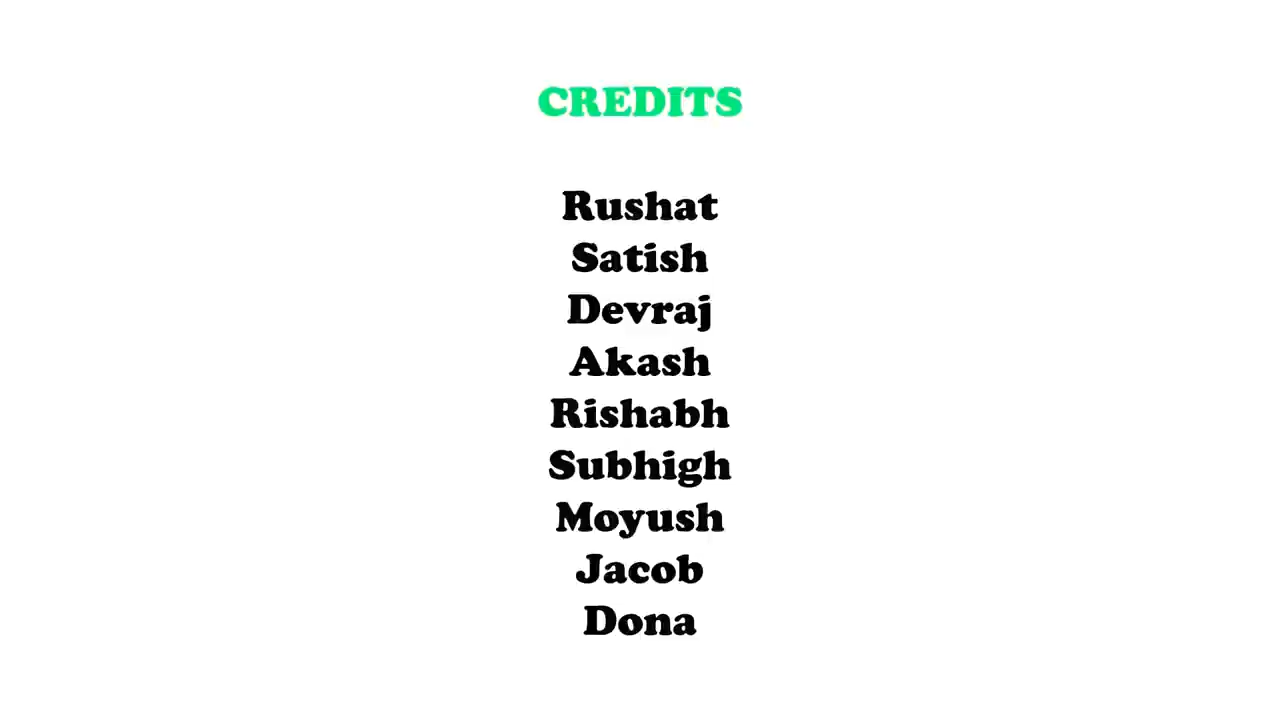 CREDITS
Rushat
Satish
Devraj
Akash
Rishabh
Subhigh
Moyush
Jacob
Dona